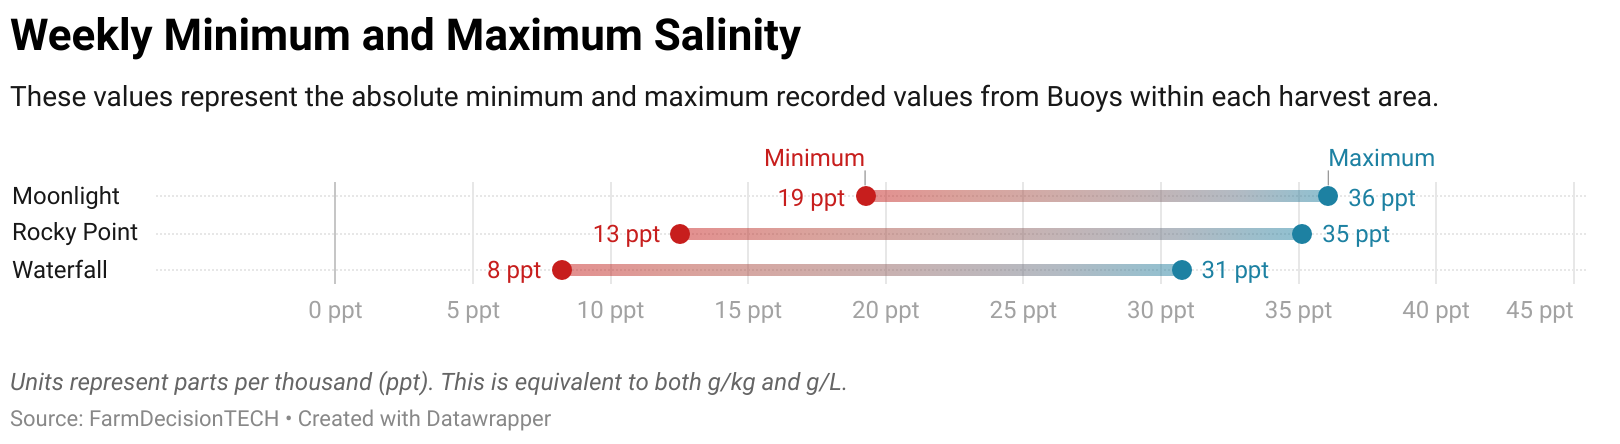 Weekly Minimum and Maximum Salinity
These values represent the absolute minimum and maximum recorded values from Buoys within each harvest area.
Minimum Maximum
Moonlight 19 ppt 36 ppt
Rocky Point 13 ppt 35 ppt
Waterfall 8 ppt 31 ppt
0 ppt 5 ppt 10 ppt 15 ppt 20 ppt 25 ppt 30 ppt 35 ppt 40 ppt 45 ppt
Units represent parts per thousand (ppt). This is equivalent to both g/kg and g/L.
Source: FarmDecisionTECH • Created with Datawrapper